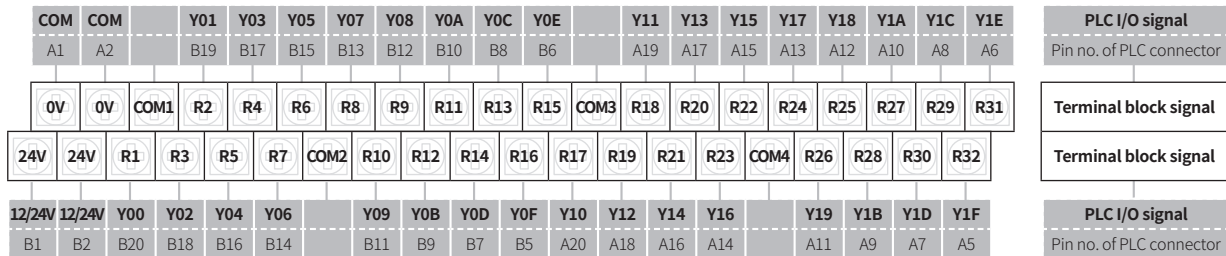 COM COM Y01 Y03 Y05 Y07 Y08 Y0A Y0C Y0E Y11 Y13 Y15 Y17 Y18 Y1A Y1C Y1E PLC I/O signal
A1 A2 B19 B17 B15 B13 B12 B10 B8 B6 A19 A17 A15 A13 A12 A10 A8 A6 Pin no. of PLC connector
0V 0V COM1 R2 R4 R6 R8 R9 R11 R13 R15 COM3 R18 R20 R22 R24 R25 R27 R29 R31 Terminal block signal
24V 24V R1 R3 R5 R7 COM2 R10 R12 R14 R16 R17 R19 R21 R23 COM4 R26 R28 R30 R32 Terminal block signal
12/24V 12/24V Y00 Y02 Y04 Y06 Y09 Y0B Y0D Y0F Y10 Y12 Y14 Y16 Y19 Y1B Y1D Y1F PLC I/O signal
B1 B2 B20 B18 B16 B14 B11 B9 B7 B5 A20 A18 A16 A14 A11 A9 A7 A5 Pin no. of PLC connector